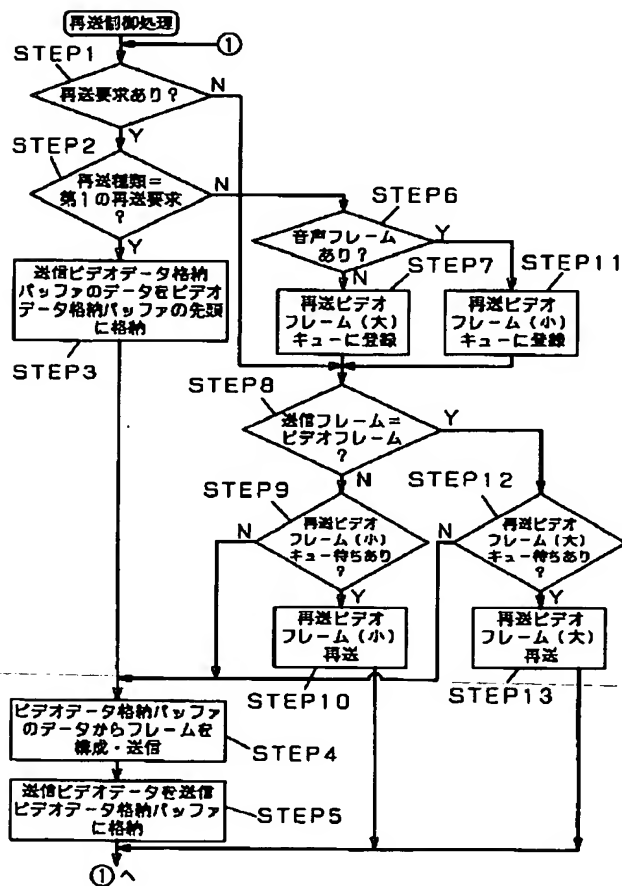 再送制御処理
①
STEP1
再送要求あり?
N
Y
STEP2
再送種類=
第1の再送要求
?
N
Y
STEP6
音声フレーム
あり?
Y
N
STEP7
STEP11
送信ビデオデータ格納
バッファのデータをビデオ
データ格納バッファの先頭
に格納
STEP3
再送ビデオ
フレーム(大)
キューに登録
再送ビデオ
フレーム(小)
キューに登録
STEP8
送信フレーム=
ビデオフレーム
?
Y
N
STEP9
STEP12
N
再送ビデオ
フレーム(小)
キュー待ちあり
?
Y
N
再送ビデオ
フレーム(大)
キュー待ちあり
?
Y
再送ビデオ
フレーム(小)
再送
再送ビデオ
フレーム(大)
再送
STEP10
STEP13
ビデオデータ格納バッファ
のデータからフレームを
構成・送信
STEP4
送信ビデオデータを送信
ビデオデータ格納バッファ
に格納
STEP5
①へ